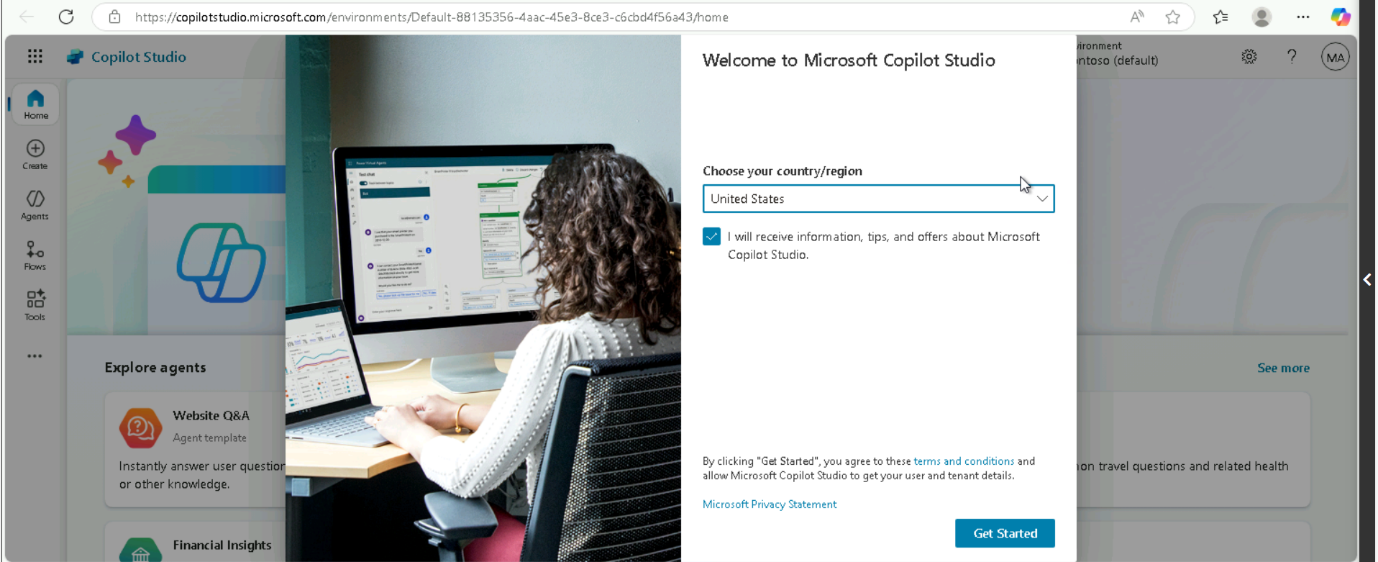 https://copilotstudio.microsoft.com/environments/Default-88135356-4aac-45e3-8ce3-c6cbd4f56a43/home
Copilot Studio
ntoso (default)
MA
Home
Create
Agents
Flows
Tools
Explore agents
See more
Website Q&A
Agent template
Instantly answer user question
or other knowledge.
Financial Insights
on travel questions and related health
Welcome to Microsoft Copilot Studio
Choose your country/region
United States
I will receive information, tips, and offers about Microsoft
Copilot Studio.
By clicking "Get Started", you agree to these terms and conditions and
allow Microsoft Copilot Studio to get your user and tenant details.
Microsoft Privacy Statement
Get Started